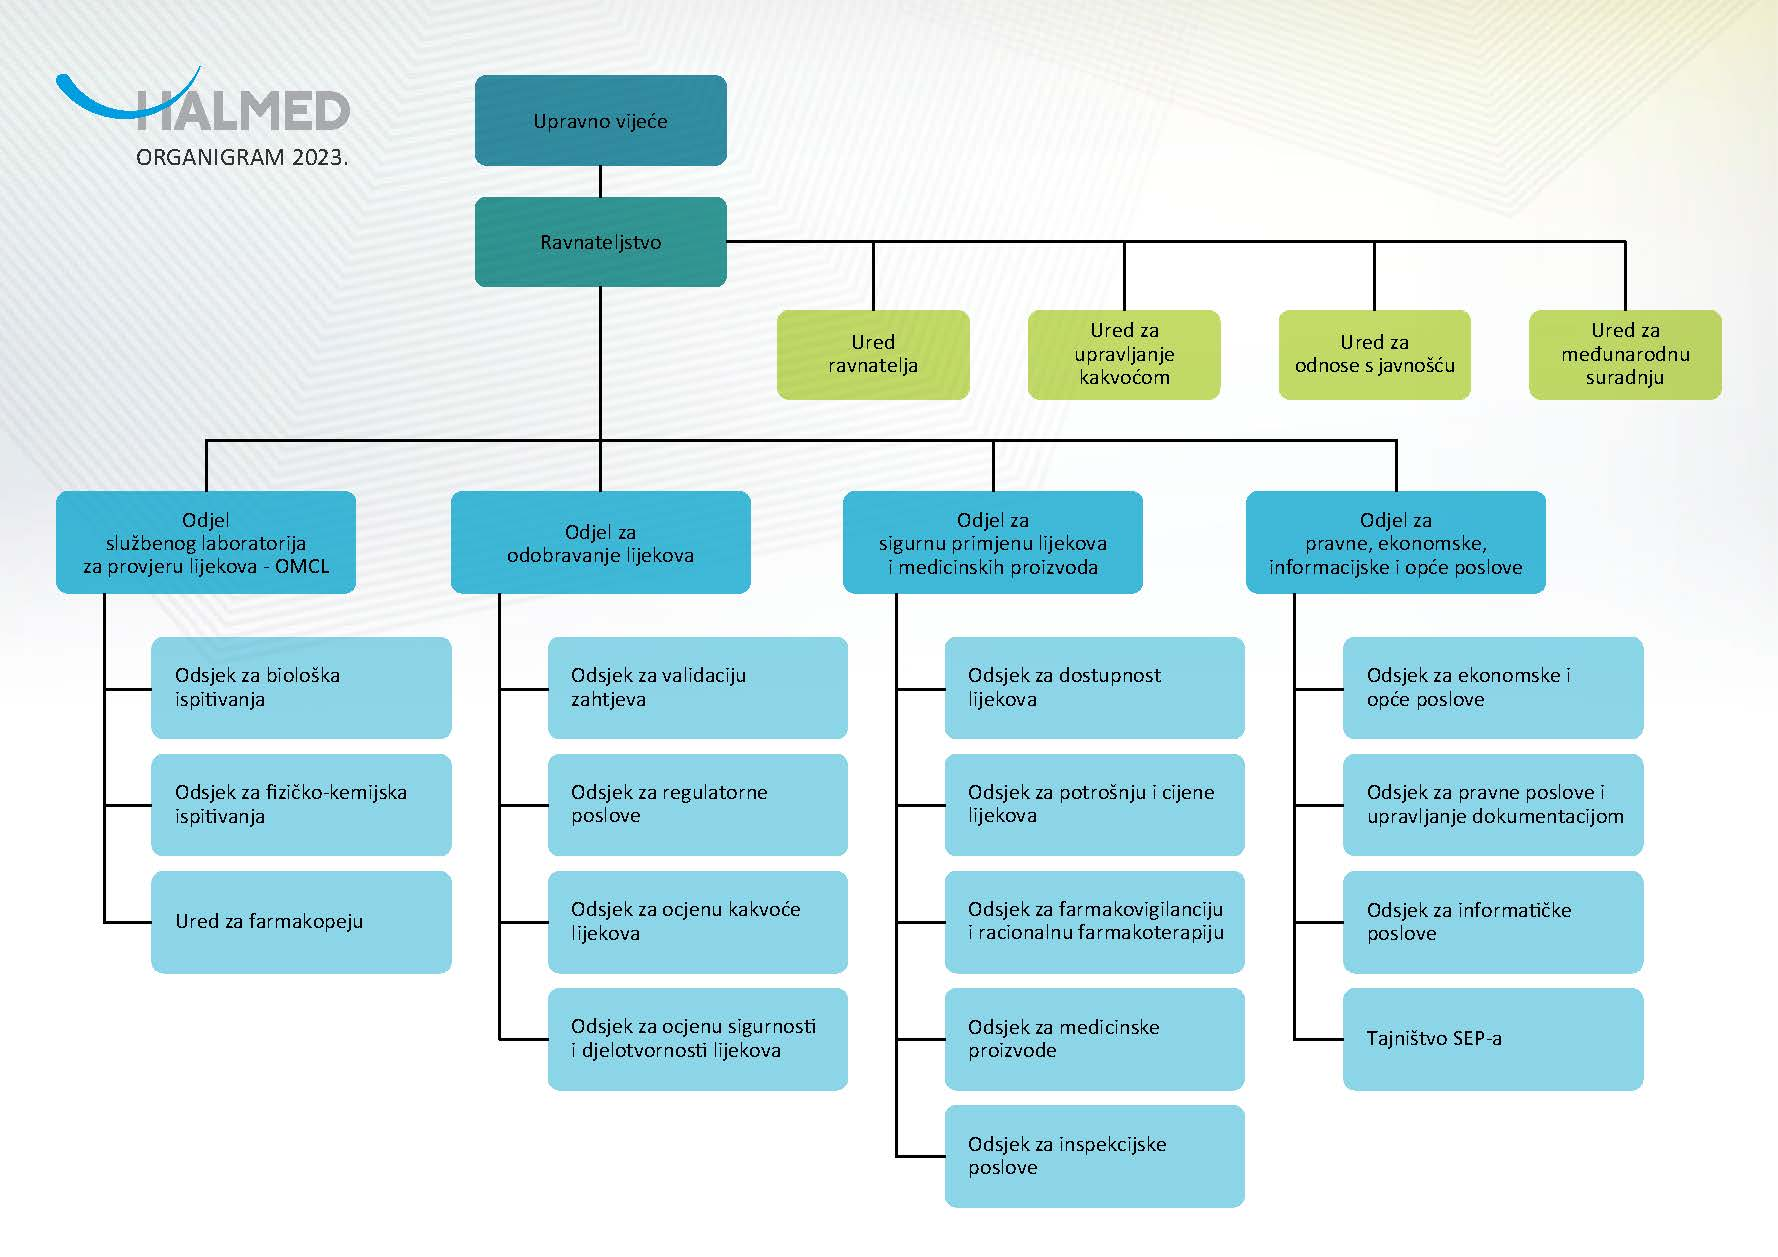 HALMED
ORGANIGRAM 2023.
Upravno vijeće
Ravnateljstvo
Ured
ravnatelja
Ured za
upravljanje
kakvoćom
Ured za
odnose s javnošću
Ured za
međunarodnu
suradnju
Odjel
službenog laboratorija
za provjeru lijekova - OMCL
Odjel za
odobravanje lijekova
Odjel za
sigurnu primjenu lijekova
i medicinskih proizvoda
Odjel za
pravne, ekonomske,
informacijske i opće poslove
Odsjek za biološka
ispitivanja
Odsjek za fizičko-kemijska
ispitivanja
Ured za farmakopeju
Odsjek za validaciju
zahtjeva
Odsjek za regulatorne
poslove
Odsjek za ocjenu kakvoće
lijekova
Odsjek za ocjenu sigurnosti
i djelotvornosti lijekova
Odsjek za dostupnost
lijekova
Odsjek za potrošnju i cijene
lijekova
Odsjek za farmakovigilanciju
i racionalnu farmakoterapiju
Odsjek za medicinske
proizvode
Odsjek za inspekcijske
poslove
Odsjek za ekonomske i
opće poslove
Odsjek za pravne poslove i
upravljanje dokumentacijom
Odsjek za informatičke
poslove
Tajništvo SEP-a